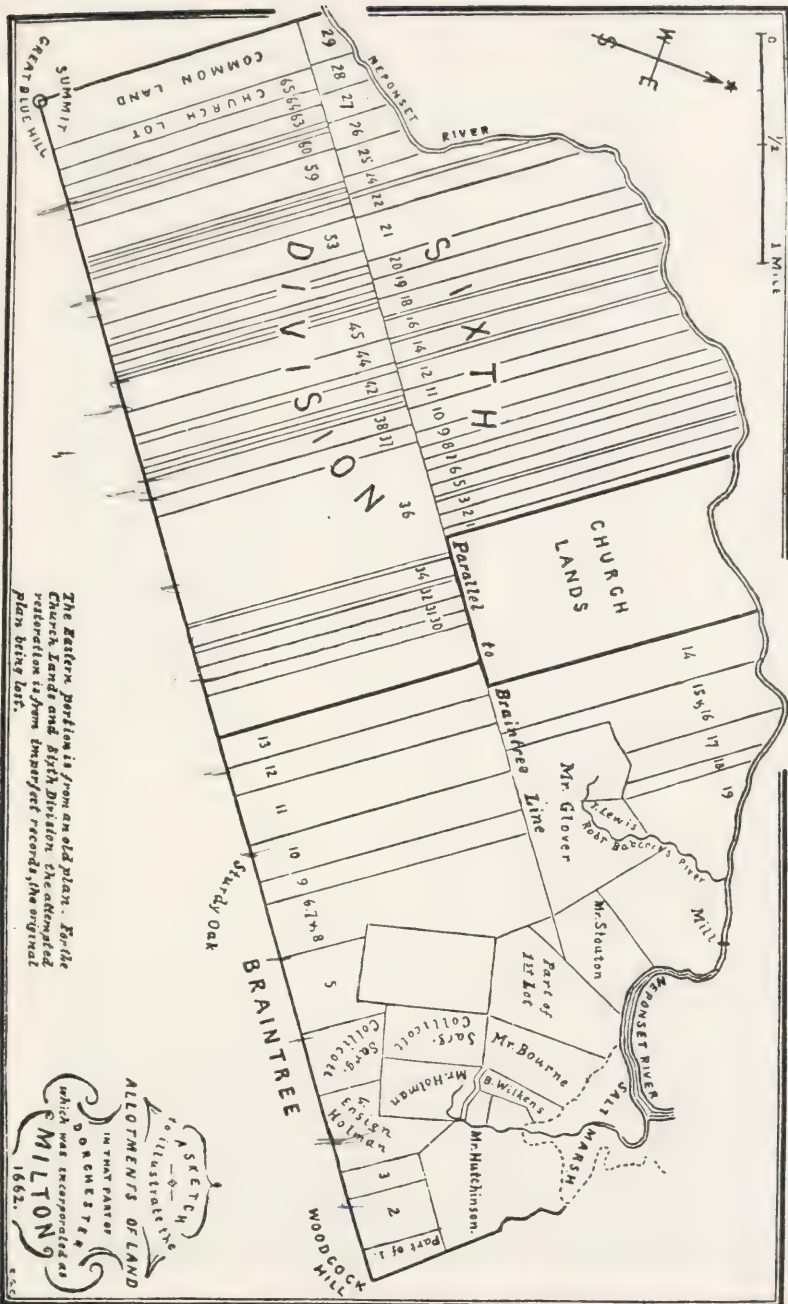 A SKETCH
to illustrate the
ALLOTMENTS OF LAND
IN THAT PART OF
DORCHESTER
which was incorporated as
MILTON
1662.
0
1/2
1 MILE
N
S
W
E
SUMMIT
GREAT BLUE HILL
COMMON LAND
CHURCH LOT
NEPONSET
RIVER
29
28
27
26
25
24
22
21
20
19
18
16
14
12
11
10
9
8
7
6
5
3
2
1
SIXTH
DIVISION
65
64
63
60
59
53
45
44
42
38
37
36
34
32
31
30
CHURCH
LANDS
Parallel to Braintree Line
14
15 & 16
17
18
19
Mr. Glover
J. Lewis
Robt Babcocks River
Mr. Stouton
Mill
NEPONSET RIVER
Part of
1st Lot
Mr. Bourne
B. Wilkens
SALT MARSH
Sarg.
Collicott
Sarg.
Collicott
Mr. Holman
4.
Ensign
Holman
Mr. Hutchinson.
13
12
11
10
9
6. 7 & 8
5
3
2
Part of 1.
Sturdy Oak
BRAINTREE
WOODCOCK
HILL
The Eastern portion is from an old plan. For the
Church Lands and Sixth Division the attempted
restoration is from imperfect records, the original
plan being lost.